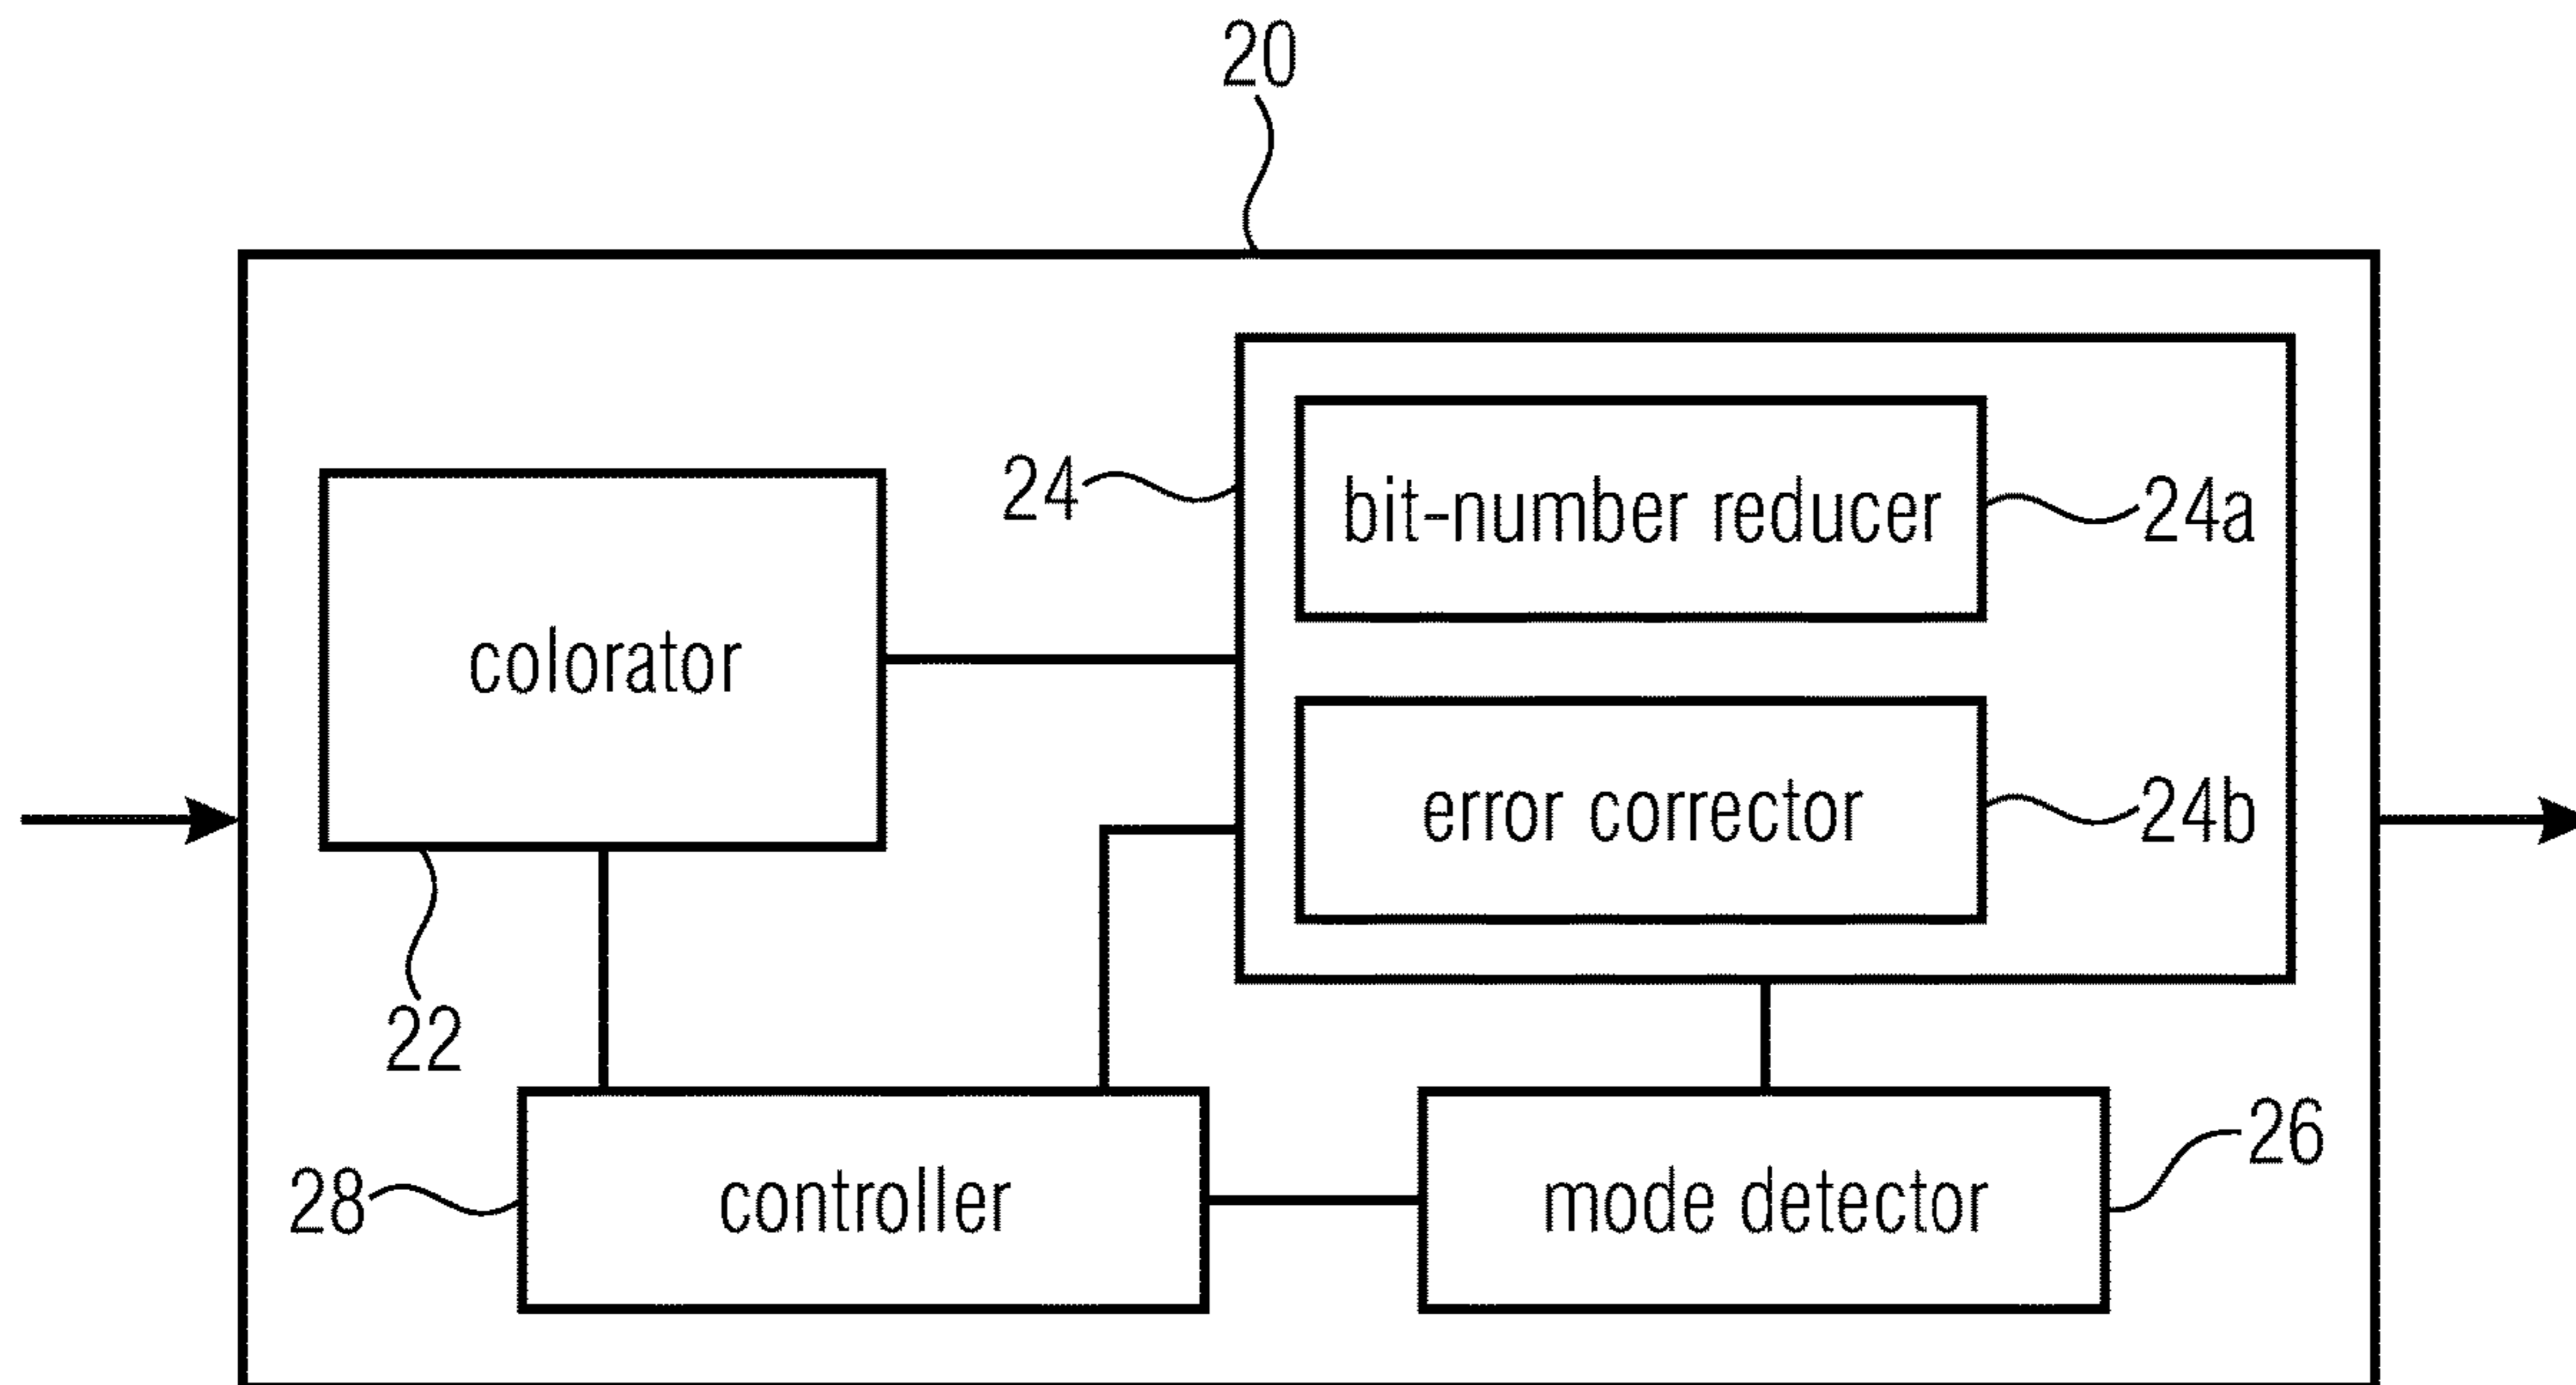 20
24
bit-number reducer
24a
colorator
error corrector
24b
22
28
controller
mode detector
26